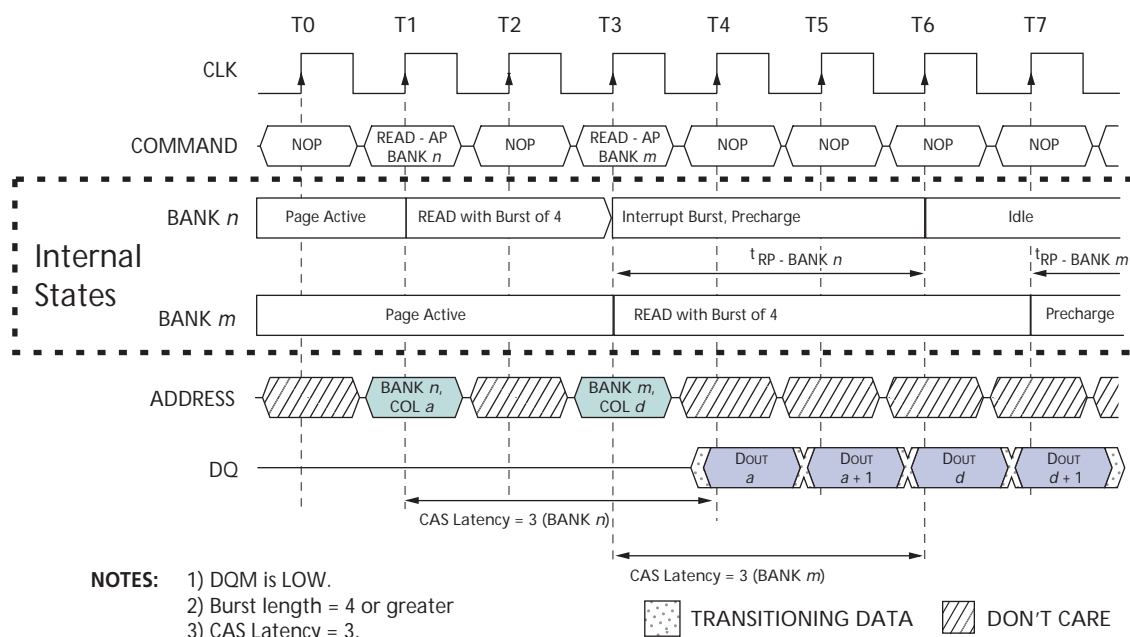 T0 T1 T2 T3 T4 T5 T6 T7
CLK
COMMAND NOP READ - AP BANK n NOP READ - AP BANK m NOP NOP NOP NOP
Internal States
BANK n Page Active READ with Burst of 4 Interrupt Burst, Precharge Idle
tRP - BANK n tRP - BANK m
BANK m Page Active READ with Burst of 4 Precharge
ADDRESS BANK n, COL a BANK m, COL d
DQ DOUT a DOUT a + 1 DOUT d DOUT d + 1
CAS Latency = 3 (BANK n)
CAS Latency = 3 (BANK m)
NOTES: 1) DQM is LOW.
2) Burst length = 4 or greater
3) CAS Latency = 3.
TRANSITIONING DATA DON'T CARE